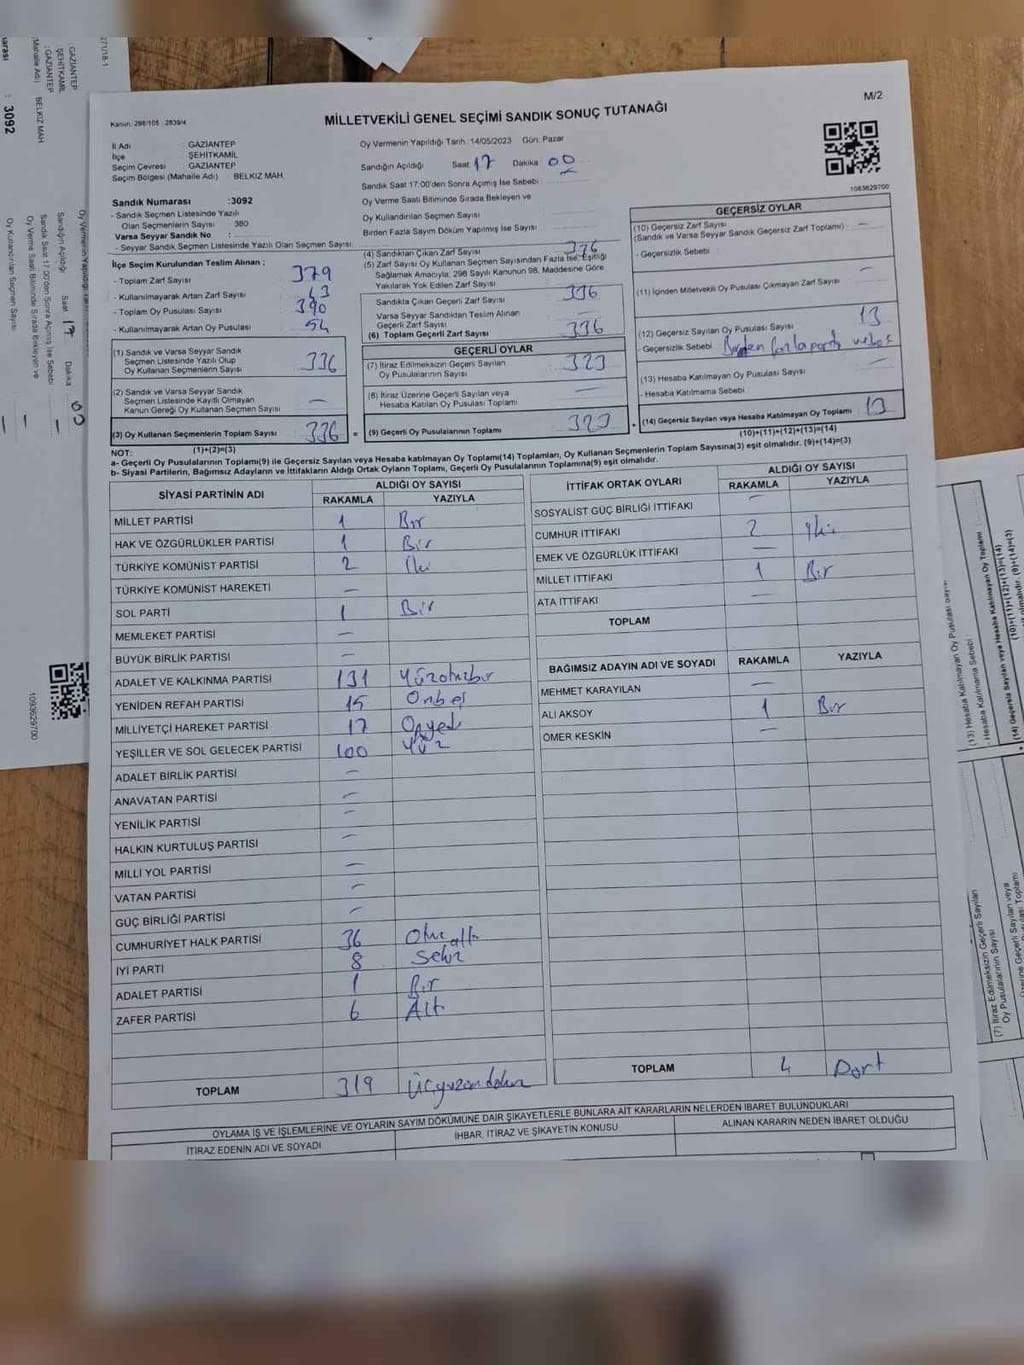 M/2
Kanun: 298/105 ; 2839/4
MİLLETVEKİLİ GENEL SEÇİMİ SANDIK SONUÇ TUTANAĞI
İl Adı : GAZİANTEP
İlçe : ŞEHİTKAMİL
Seçim Çevresi : GAZİANTEP
Seçim Bölgesi (Mahalle Adı) : BELKIZ MAH.
Oy Vermenin Yapıldığı Tarih :14/05/2023 Gün: Pazar
Sandığın Açıldığı Saat 17 Dakika 00
Sandık Saat 17:00'den Sonra Açımış İse Sebebi :
Oy Verme Saati Bitiminde Sırada Bekleyen ve
Oy Kullandırılan Seçmen Sayısı
Birden Fazla Sayım Döküm Yapılmış İse Sayısı :
Sandık Numarası :3092
- Sandık Seçmen Listesinde Yazılı
Olan Seçmenlerin Sayısı 380
Varsa Seyyar Sandık No :
- Seyyar Sandık Seçmen Listesinde Yazılı Olan Seçmen Sayısı:
İlçe Seçim Kurulundan Teslim Alınan ;
- Toplam Zarf Sayısı 379
- Kullanılmayarak Artan Zarf Sayısı 43
- Toplam Oy Pusulası Sayısı 390
- Kullanılmayarak Artan Oy Pusulası 54
(1) Sandık ve Varsa Seyyar Sandık
Seçmen Listesinde Yazılı Olup
Oy Kullanan Seçmenlerin Sayısı 336
(2) Sandık ve Varsa Seyyar Sandık
Seçmen Listesinde Kayıtlı Olmayan
Kanun Gereği Oy Kullanan Seçmen Sayısı —
(3) Oy Kullanan Seçmenlerin Toplam Sayısı 336
(1)+(2)=(3)
(4) Sandıktan Çıkan Zarf Sayısı 336
(5) Zarf Sayısı Oy Kullanan Seçmen Sayısından Fazla İse, Eşitliği
Sağlamak Amacıyla, 298 Sayılı Kanunun 98. Maddesine Göre
Yakılarak Yok Edilen Zarf Sayısı
Sandıkta Çıkan Geçerli Zarf Sayısı 336
Varsa Seyyar Sandıktan Teslim Alınan
Geçerli Zarf Sayısı —
(6) Toplam Geçerli Zarf Sayısı 336
GEÇERLİ OYLAR
(7) İtiraz Edilmeksizin Geçerli Sayılan
Oy Pusulalarının Sayısı 323
(8) İtiraz Üzerine Geçerli Sayılan veya
Hesaba Katılan Oy Pusulası Toplamı —
(9) Geçerli Oy Pusulalarının Toplamı 323
1083629700
GEÇERSİZ OYLAR
(10) Geçersiz Zarf Sayısı
(Sandık ve Varsa Seyyar Sandık Geçersiz Zarf Toplamı) —
- Geçersizlik Sebebi
(11) İçinden Milletvekili Oy Pusulası Çıkmayan Zarf Sayısı —
(12) Geçersiz Sayılan Oy Pusulası Sayısı 13
- Geçersizlik Sebebi Birden fazla parti
(13) Hesaba Katılmayan Oy Pusulası Sayısı —
- Hesaba Katılmama Sebebi :
(14) Geçersiz Sayılan veya Hesaba Katılmayan Oy Toplamı 13
(10)+(11)+(12)+(13)=(14)
NOT:
a- Geçerli Oy Pusulalarının Toplamı(9) ile Geçersiz Sayılan veya Hesaba Katılmayan Oy Toplamı(14) Toplamları, Oy Kullanan Seçmenlerin Toplam Sayısına(3) eşit olmalıdır. (9)+(14)=(3)
b- Siyasi Partilerin, Bağımsız Adayların ve İttifakların Aldığı Ortak Oyların Toplamı, Geçerli Oy Pusulalarının Toplamına(9) eşit olmalıdır.
SİYASİ PARTİNİN ADI ALDIĞI OY SAYISI
RAKAMLA YAZIYLA
MİLLET PARTİSİ 1 Bir
HAK VE ÖZGÜRLÜKLER PARTİSİ 1 Bir
TÜRKİYE KOMÜNİST PARTİSİ 2 İki
TÜRKİYE KOMÜNİST HAREKETİ —
SOL PARTİ 1 Bir
MEMLEKET PARTİSİ —
BÜYÜK BİRLİK PARTİSİ —
ADALET VE KALKINMA PARTİSİ 131 Yüzotuzbir
YENİDEN REFAH PARTİSİ 15 Onbeş
MİLLİYETÇİ HAREKET PARTİSİ 17 Onyedi
YEŞİLLER VE SOL GELECEK PARTİSİ 100 Yüz
ADALET BİRLİK PARTİSİ —
ANAVATAN PARTİSİ —
YENİLİK PARTİSİ —
HALKIN KURTULUŞ PARTİSİ —
MİLLİ YOL PARTİSİ —
VATAN PARTİSİ —
GÜÇ BİRLİĞİ PARTİSİ —
CUMHURİYET HALK PARTİSİ 36 Otuzaltı
İYİ PARTİ 8 Sekiz
ADALET PARTİSİ 1 Bir
ZAFER PARTİSİ 6 Altı
TOPLAM 319 Üçyüzondokuz
İTTİFAK ORTAK OYLARI ALDIĞI OY SAYISI
RAKAMLA YAZIYLA
SOSYALİST GÜÇ BİRLİĞİ İTTİFAKI —
CUMHUR İTTİFAKI 2 İki
EMEK VE ÖZGÜRLÜK İTTİFAKI —
MİLLET İTTİFAKI 1 Bir
ATA İTTİFAKI —
TOPLAM
BAĞIMSIZ ADAYIN ADI VE SOYADI RAKAMLA YAZIYLA
MEHMET KARAYILAN —
ALİ AKSOY 1 Bir
ÖMER KESKİN —
TOPLAM 4 Dört
OYLAMA İŞ VE İŞLEMLERİNE VE OYLARIN SAYIM DÖKÜMÜNE DAİR ŞİKAYETLERLE BUNLARA AİT KARARLARIN NELERDEN İBARET BULUNDUKLARI
İTİRAZ EDENİN ADI VE SOYADI İHBAR, İTİRAZ VE ŞİKAYETİN KONUSU ALINAN KARARIN NEDEN İBARET OLDUĞU